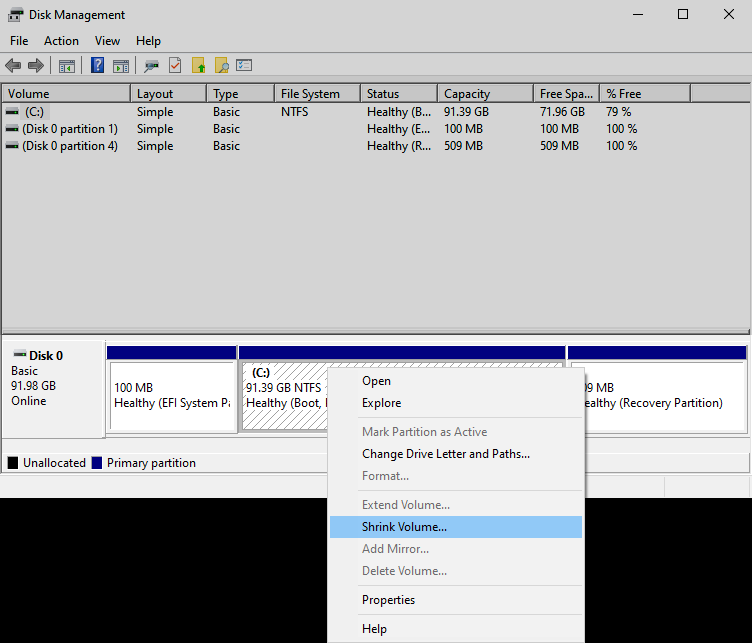 Disk Management
File Action View Help
Volume Layout Type File System Status Capacity Free Spa... % Free
(C:) Simple Basic NTFS Healthy (B... 91.39 GB 71.96 GB 79 %
(Disk 0 partition 1) Simple Basic Healthy (E... 100 MB 100 MB 100 %
(Disk 0 partition 4) Simple Basic Healthy (R... 509 MB 509 MB 100 %
Disk 0
Basic
91.98 GB
Online
100 MB
Healthy (EFI System Pa
(C:)
91.39 GB NTFS
Healthy (Boot,
09 MB
ealthy (Recovery Partition)
Open
Explore
Mark Partition as Active
Change Drive Letter and Paths...
Format...
Extend Volume...
Shrink Volume...
Add Mirror...
Delete Volume...
Properties
Help
Unallocated Primary partition